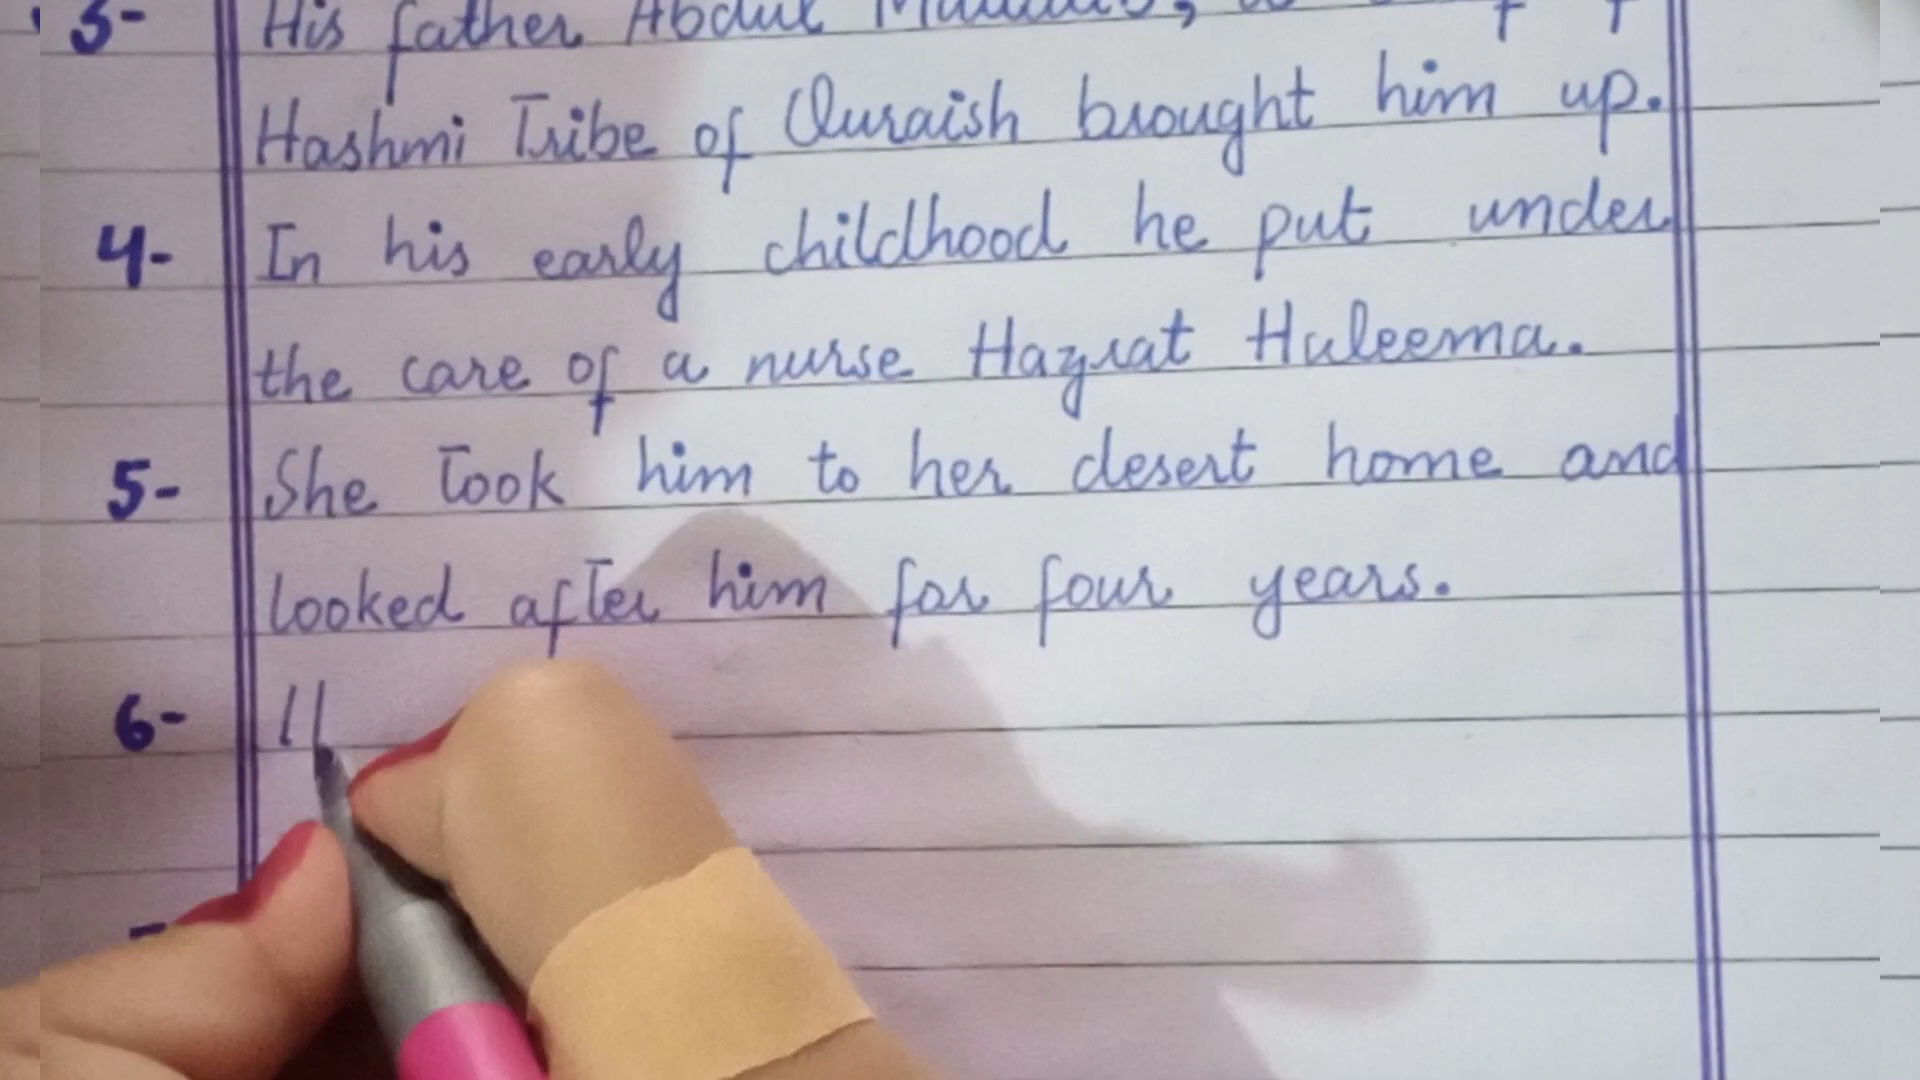 3- His father Abdul
Hashmi Tribe of Quraish brought him up.
4- In his early childhood he put under
the care of a nurse Hazrat Haleema.
5- She took him to her desert home and
looked after him for four years.
6-